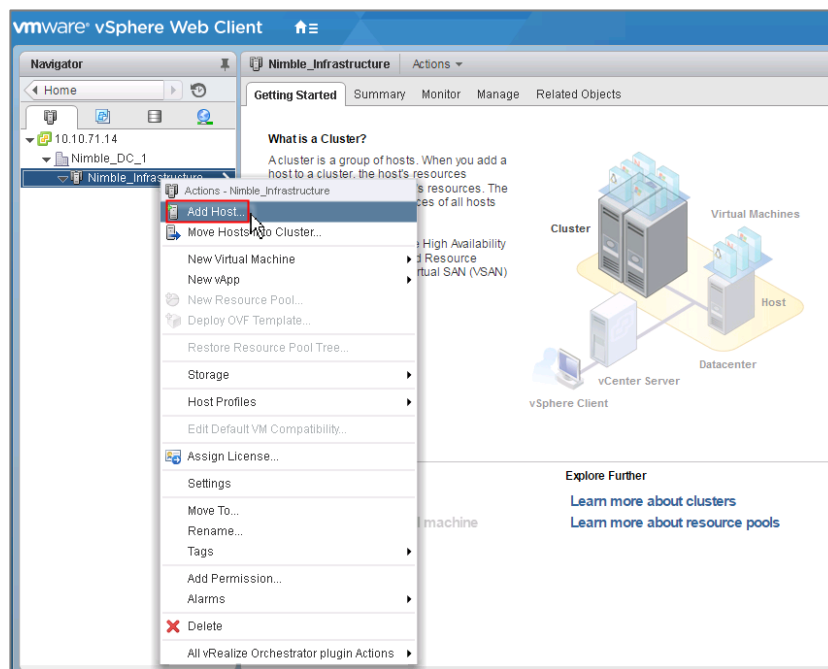 vmware® vSphere Web Client
Navigator
Home
10.10.71.14
Nimble_DC_1
Nimble_Infrastructure
Nimble_Infrastructure Actions
Getting Started Summary Monitor Manage Related Objects
What is a Cluster?
A cluster is a group of hosts. When you add a
host to a cluster, the host's resources
's resources. The
ces of all hosts
e High Availability
d Resource
rtual SAN (VSAN)
Actions - Nimble_Infrastructure
Add Host...
Move Hosts into Cluster...
New Virtual Machine
New vApp
New Resource Pool...
Deploy OVF Template...
Restore Resource Pool Tree...
Storage
Host Profiles
Edit Default VM Compatibility...
Assign License...
Settings
Move To...
Rename...
Tags
Add Permission...
Alarms
Delete
All vRealize Orchestrator plugin Actions
Cluster
Virtual Machines
Host
Datacenter
vCenter Server
vSphere Client
machine
Explore Further
Learn more about clusters
Learn more about resource pools